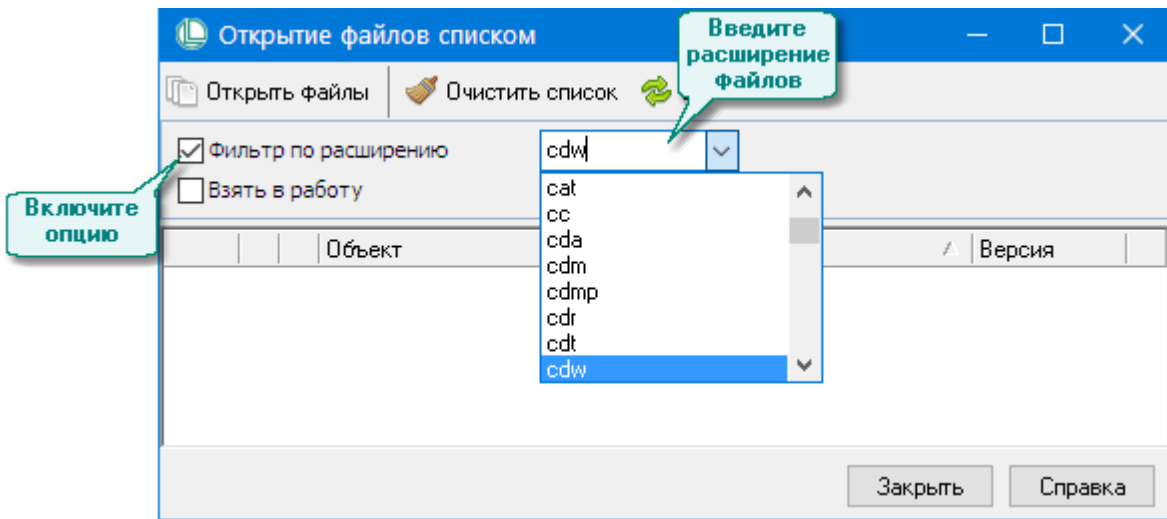 Открытие файлов списком
Введите
расширение
файлов
Открыть файлы
Очистить список
Фильтр по расширению
cdw
Взять в работу
Включите
опцию
cat
cc
cda
cdm
cdmp
cdr
cdt
cdw
Объект
Версия
Закрыть
Справка